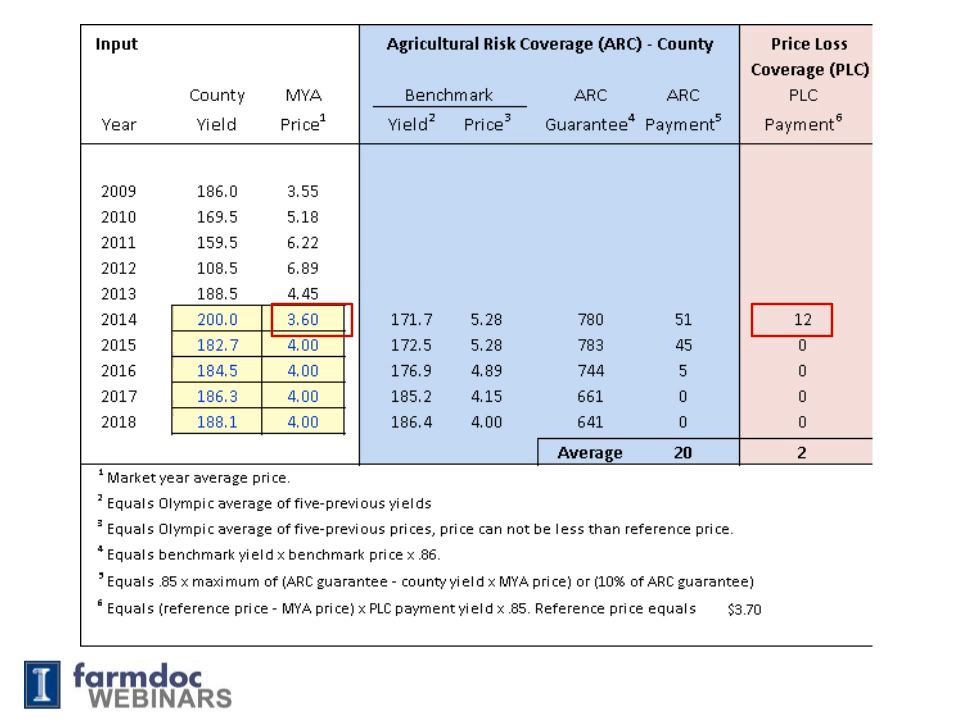 Input Agricultural Risk Coverage (ARC) - County Price Loss
Coverage (PLC)
County MYA Benchmark ARC ARC PLC
Year Yield Price1 Yield2 Price3 Guarantee4 Payment5 Payment6
2009 186.0 3.55
2010 169.5 5.18
2011 159.5 6.22
2012 108.5 6.89
2013 188.5 4.45
2014 200.0 3.60 171.7 5.28 780 51 12
2015 182.7 4.00 172.5 5.28 783 45 0
2016 184.5 4.00 176.9 4.89 744 5 0
2017 186.3 4.00 185.2 4.15 661 0 0
2018 188.1 4.00 186.4 4.00 641 0 0
Average 20 2
1 Market year average price.
2 Equals Olympic average of five-previous yields
3 Equals Olympic average of five-previous prices, price can not be less than reference price.
4 Equals benchmark yield x benchmark price x .86.
5 Equals .85 x maximum of (ARC guarantee - county yield x MYA price) or (10% of ARC guarantee)
6 Equals (reference price - MYA price) x PLC payment yield x .85. Reference price equals $3.70
I farmdoc
WEBINARS